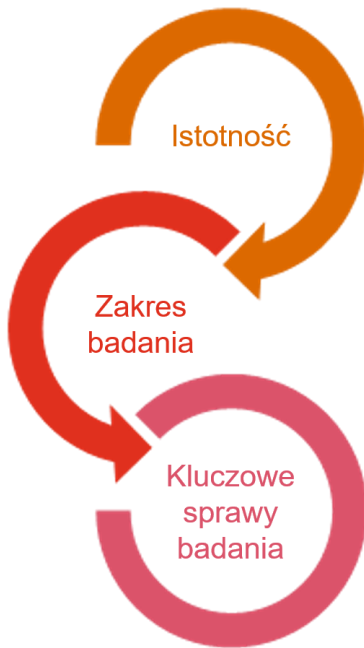 Istotność
Zakres
badania
Kluczowe
sprawy
badania